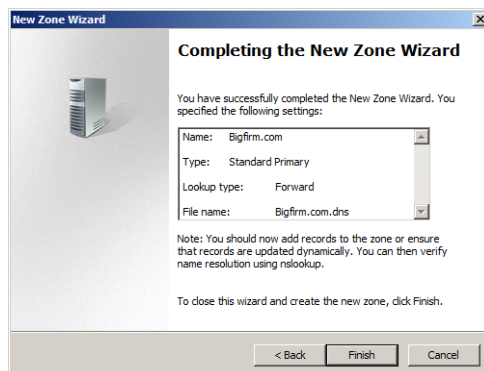 New Zone Wizard
Completing the New Zone Wizard
You have successfully completed the New Zone Wizard. You
specified the following settings:
Name: Bigfirm.com
Type: Standard Primary
Lookup type: Forward
File name: Bigfirm.com.dns
Note: You should now add records to the zone or ensure
that records are updated dynamically. You can then verify
name resolution using nslookup.
To close this wizard and create the new zone, click Finish.
< Back Finish Cancel